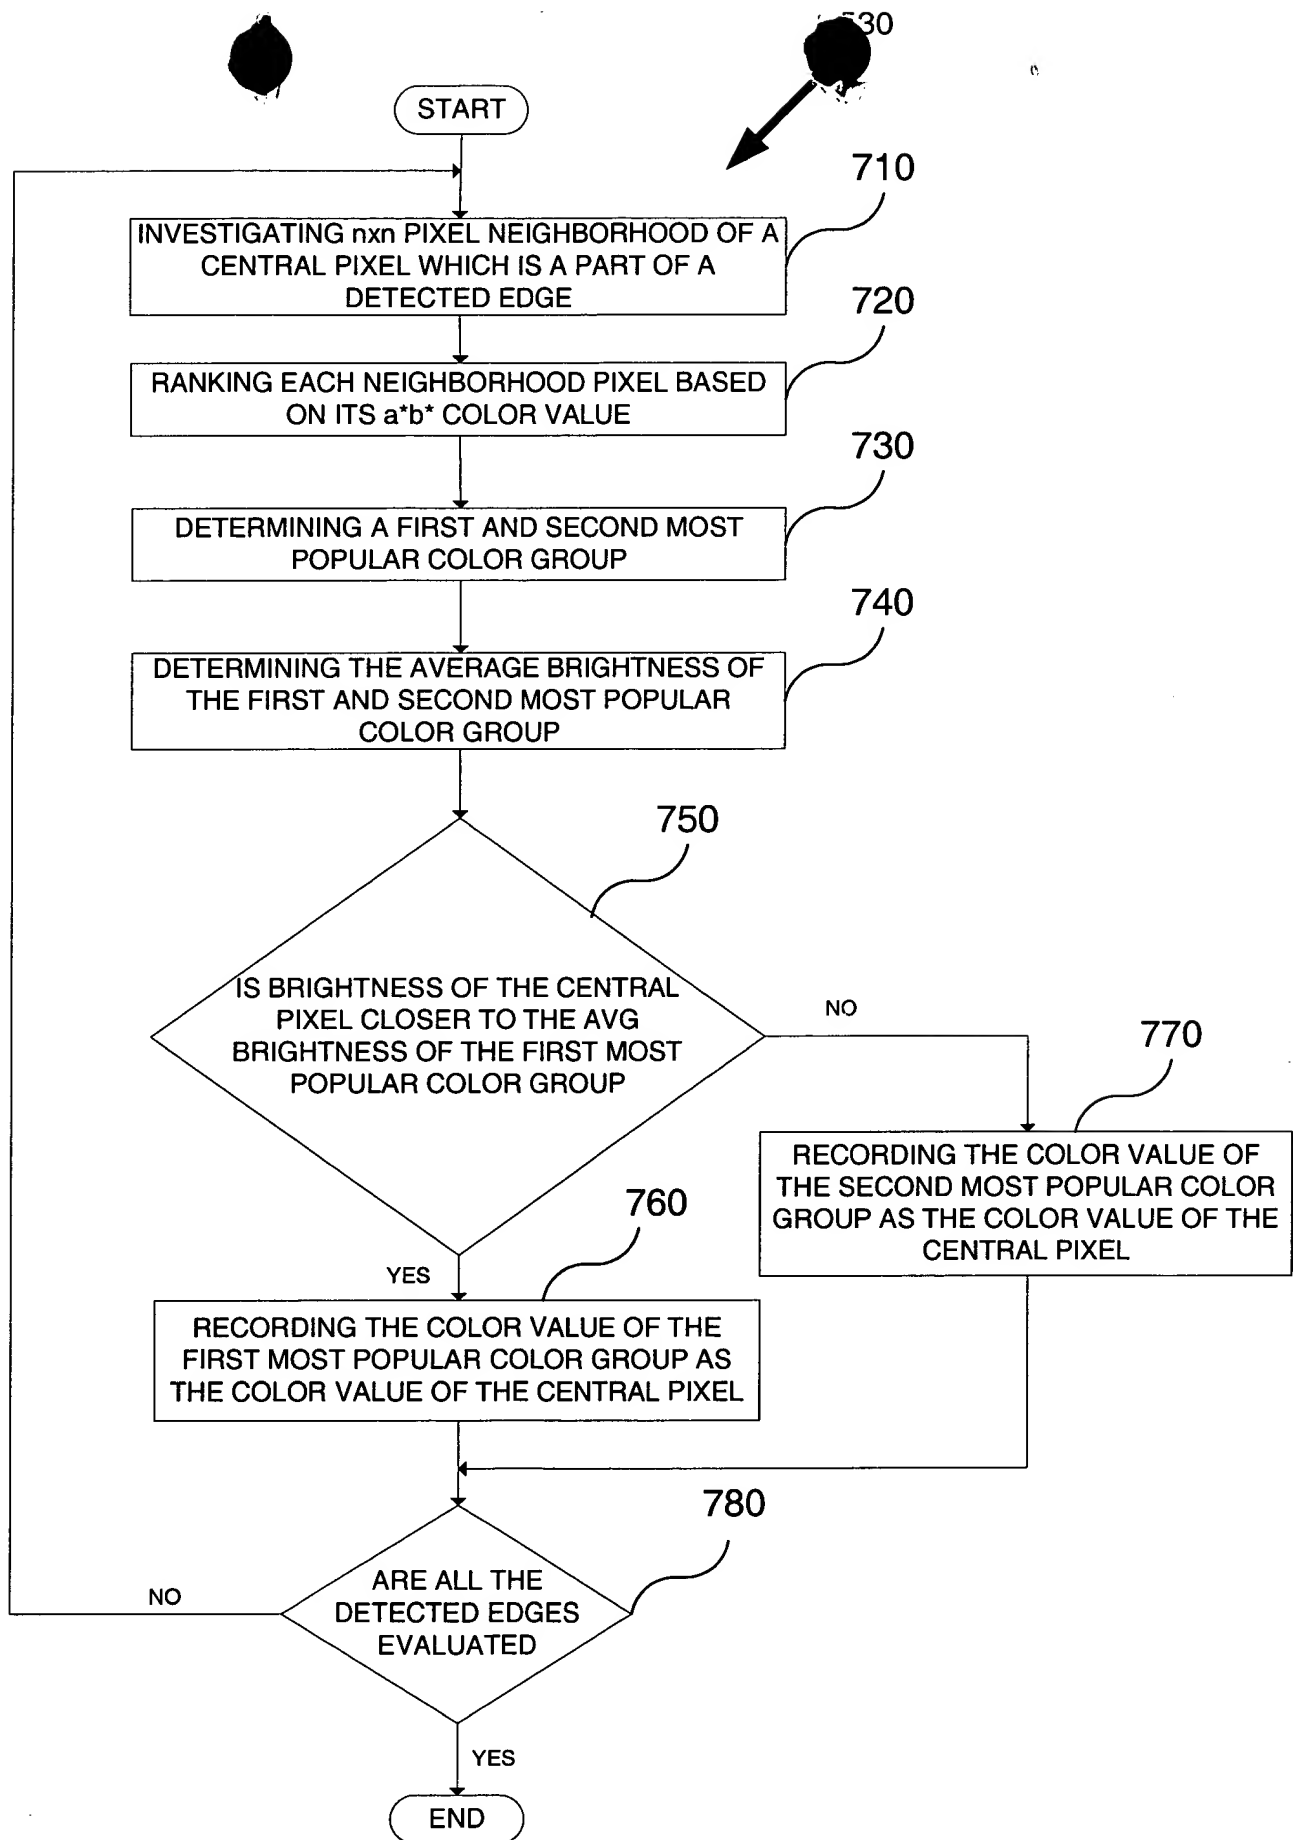 START
710
INVESTIGATING nxn PIXEL NEIGHBORHOOD OF A
CENTRAL PIXEL WHICH IS A PART OF A
DETECTED EDGE
720
RANKING EACH NEIGHBORHOOD PIXEL BASED
ON ITS a*b* COLOR VALUE
730
DETERMINING A FIRST AND SECOND MOST
POPULAR COLOR GROUP
740
DETERMINING THE AVERAGE BRIGHTNESS OF
THE FIRST AND SECOND MOST POPULAR
COLOR GROUP
750
IS BRIGHTNESS OF THE CENTRAL
PIXEL CLOSER TO THE AVG
BRIGHTNESS OF THE FIRST MOST
POPULAR COLOR GROUP
NO
770
RECORDING THE COLOR VALUE OF
THE SECOND MOST POPULAR COLOR
GROUP AS THE COLOR VALUE OF THE
CENTRAL PIXEL
760
YES
RECORDING THE COLOR VALUE OF THE
FIRST MOST POPULAR COLOR GROUP AS
THE COLOR VALUE OF THE CENTRAL PIXEL
780
ARE ALL THE
DETECTED EDGES
EVALUATED
NO
YES
END